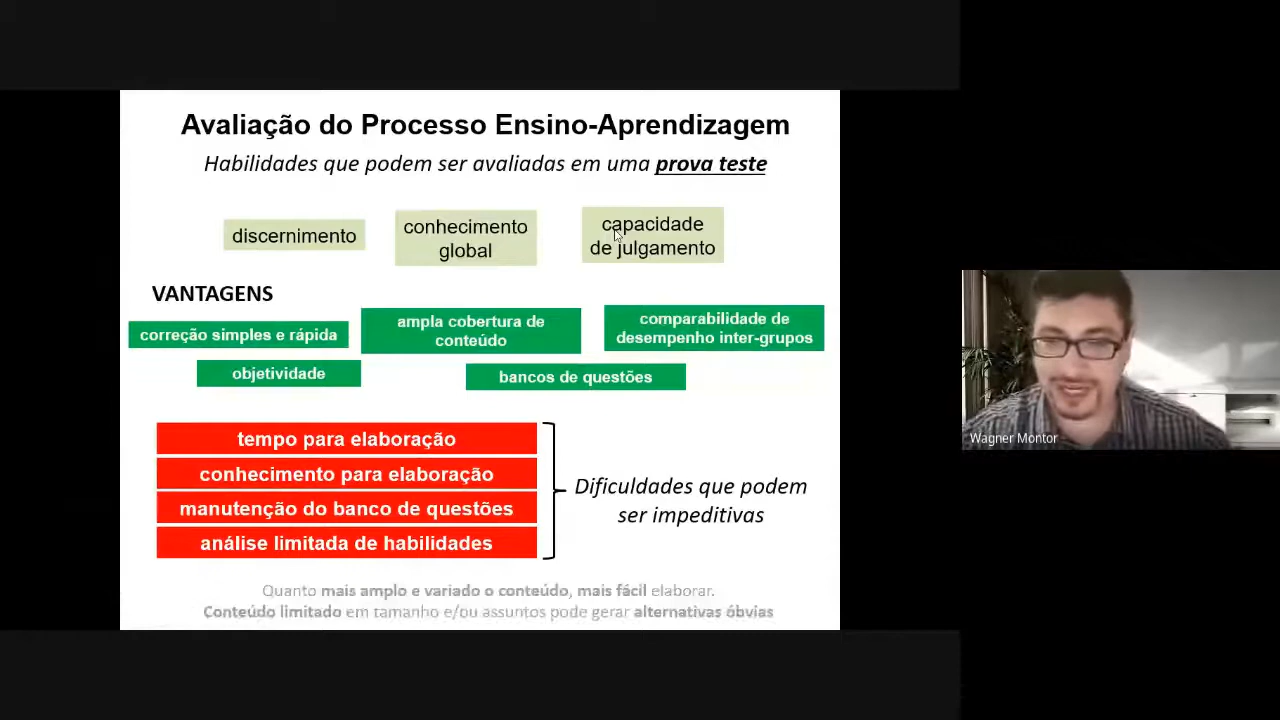 Avaliação do Processo Ensino-Aprendizagem
Habilidades que podem ser avaliadas em uma prova teste
discernimento
conhecimento
global
capacidade
de julgamento
VANTAGENS
correção simples e rápida
ampla cobertura de
conteúdo
comparabilidade de
desempenho inter-grupos
objetividade
bancos de questões
tempo para elaboração
conhecimento para elaboração
manutenção do banco de questões
análise limitada de habilidades
Dificuldades que podem
ser impeditivas
Quanto mais amplo e variado o conteúdo, mais fácil elaborar.
Conteúdo limitado em tamanho e/ou assuntos pode gerar alternativas óbvias
Wagner Montor